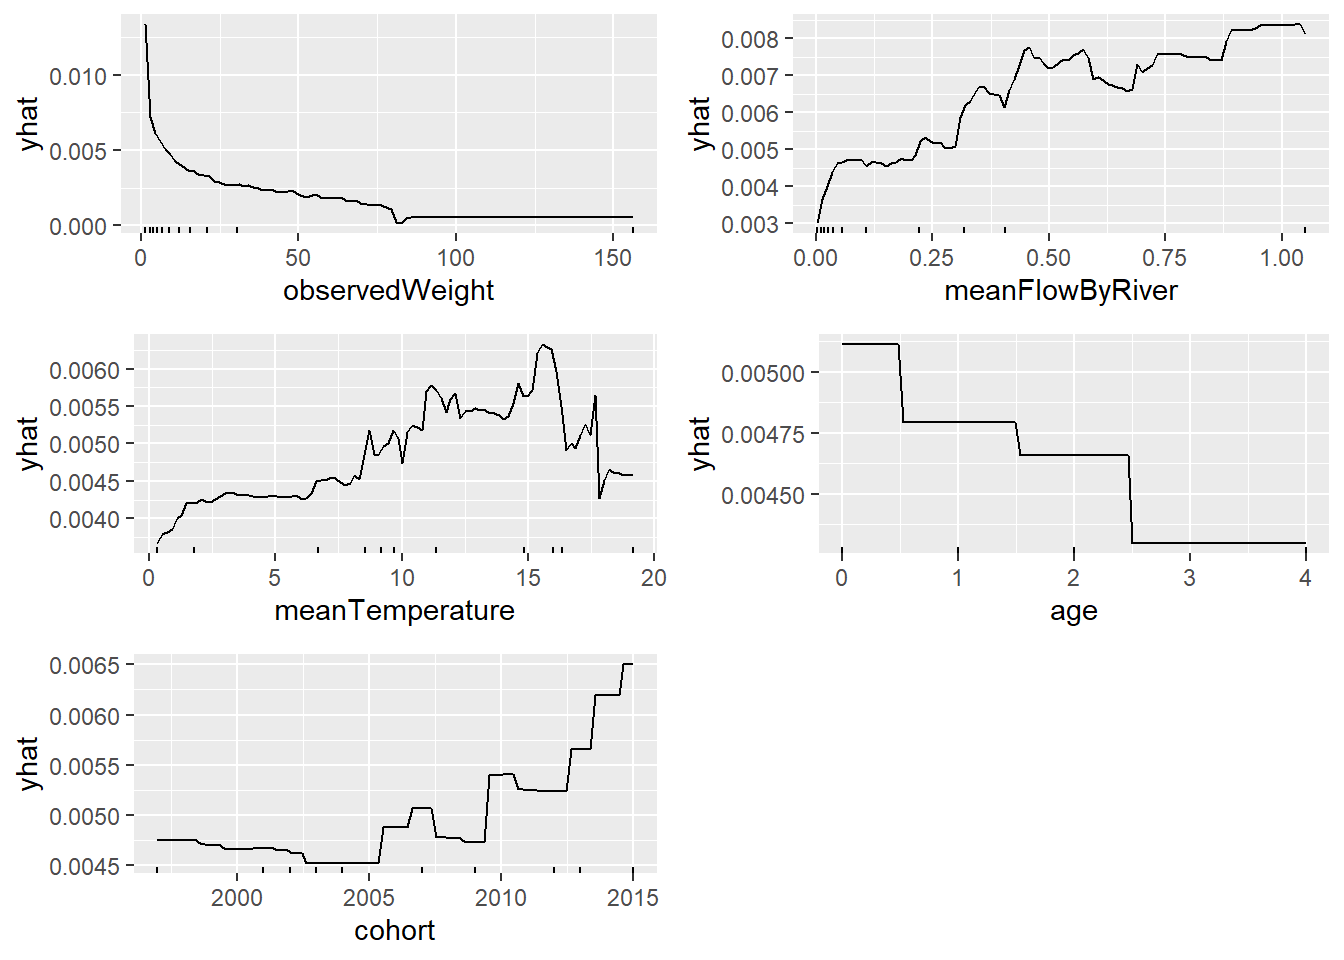 yhat
0.010
0.005
0.000
0 50 100 150
observedWeight
yhat
0.008
0.007
0.006
0.005
0.004
0.003
0.00 0.25 0.50 0.75 1.00
meanFlowByRiver
yhat
0.0060
0.0055
0.0050
0.0045
0.0040
0 5 10 15 20
meanTemperature
yhat
0.00500
0.00475
0.00450
0 1 2 3 4
age
yhat
0.0065
0.0060
0.0055
0.0050
0.0045
2000 2005 2010 2015
cohort